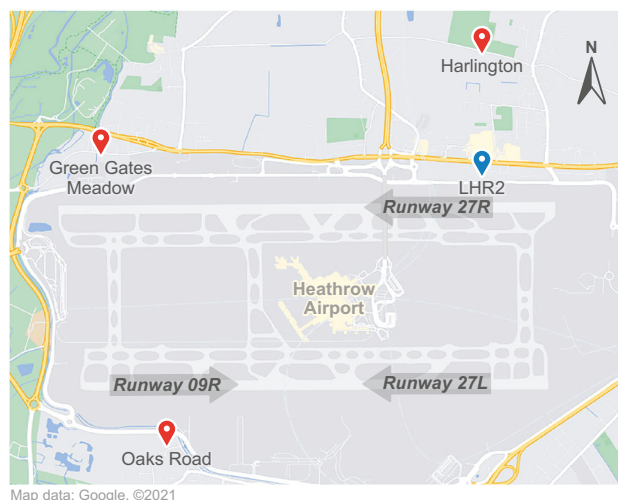 Harlington
N
Green Gates
Meadow
LHR2
Runway 27R
Heathrow
Airport
Runway 09R
Runway 27L
Oaks Road
Map data: Google, ©2021